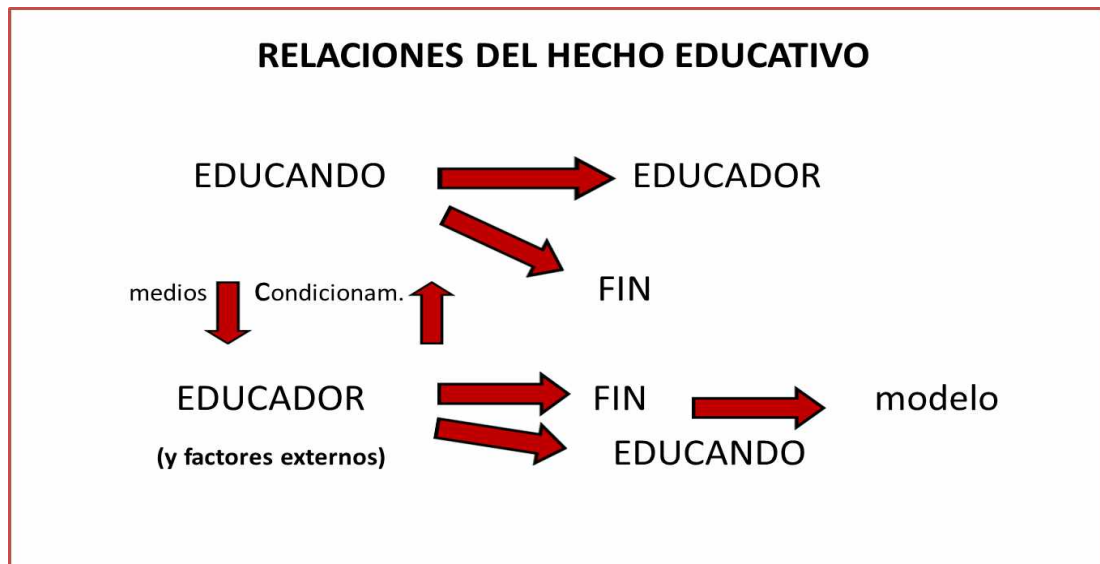 RELACIONES DEL HECHO EDUCATIVO
EDUCANDO EDUCADOR
medios Condicionam. FIN
EDUCADOR FIN modelo
(y factores externos) EDUCANDO